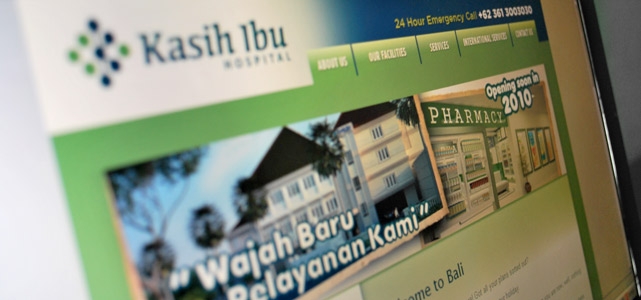 Kasih Ibu
HOSPITAL
24 Hour Emergency Call +62 361 3003030
ABOUT US OUR FACILITIES SERVICES INTERNATIONAL SERVICES CONTACT US
Opening soon in
2010
PHARMACY
"Wajah Baru
Pelayanan Kami"
to Bali